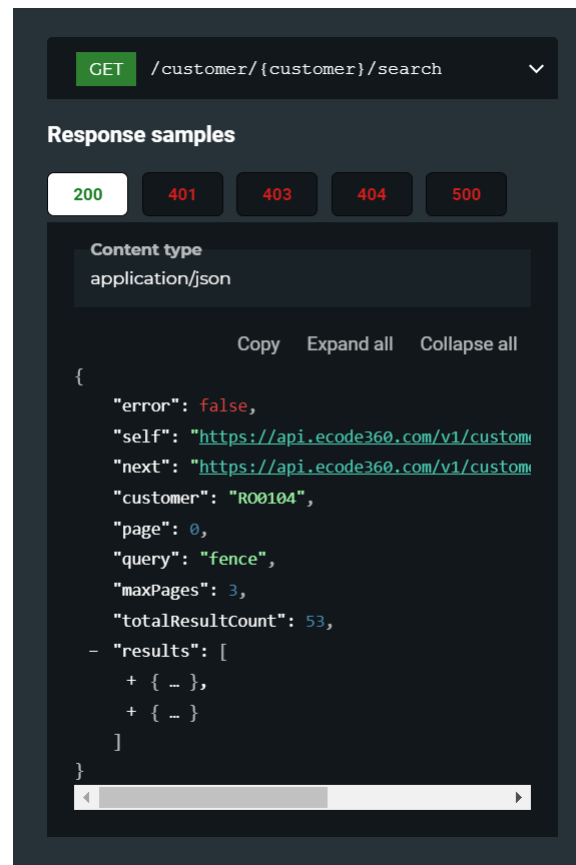 GET /customer/{customer}/search
Response samples
200 401 403 404 500
Content type
application/json
Copy Expand all Collapse all
{
"error": false,
"self": "https://api.ecode360.com/v1/custome
"next": "https://api.ecode360.com/v1/custome
"customer": "RO0104",
"page": 0,
"query": "fence",
"maxPages": 3,
"totalResultCount": 53,
- "results": [
+ { … },
+ { … }
]
}